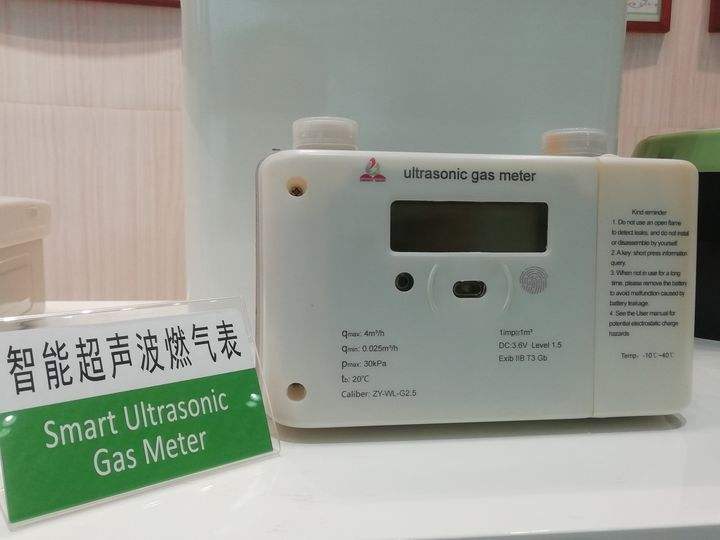 ultrasonic gas meter
qmax: 4m³/h
qmin: 0.025m³/h
pmax: 30kPa
tb: 20℃
Caliber: ZY-WL-G2.5
1imp≥1m³
DC:3.6V Level 1.5
Exib IIB T3 Gb
Kind reminder
1. Do not use an open flame
to detect leaks, and do not install
or disassemble by yourself.
2. A key: short press information
query.
3. When not in use for a long
time, please remove the battery
to avoid malfunction caused by
battery leakage.
4. See the User manual for
potential electrostatic charge
hazards
Temp: -10℃~40℃
智能超声波燃气表
Smart Ultrasonic
Gas Meter